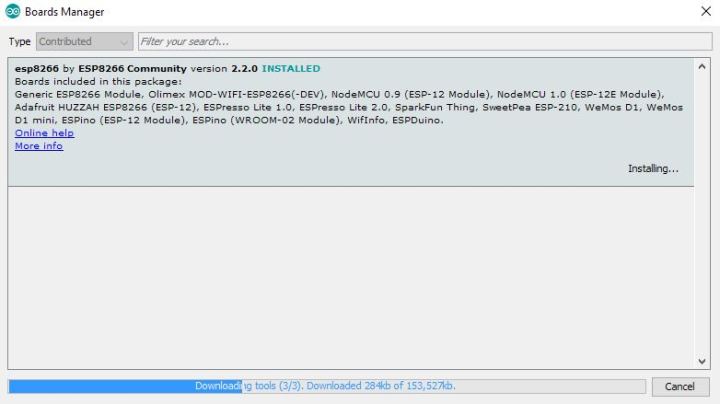 Boards Manager
Type Contributed Filter your search...
esp8266 by ESP8266 Community version 2.2.0 INSTALLED
Boards included in this package:
Generic ESP8266 Module, Olimex MOD-WIFI-ESP8266(-DEV), NodeMCU 0.9 (ESP-12 Module), NodeMCU 1.0 (ESP-12E Module),
Adafruit HUZZAH ESP8266 (ESP-12), ESPresso Lite 1.0, ESPresso Lite 2.0, SparkFun Thing, SweetPea ESP-210, WeMos D1, WeMos
D1 mini, ESPino (ESP-12 Module), ESPino (WROOM-02 Module), WifInfo, ESPDuino.
Online help
More info
Installing...
Downloading tools (3/3). Downloaded 284kb of 153,527kb.
Cancel